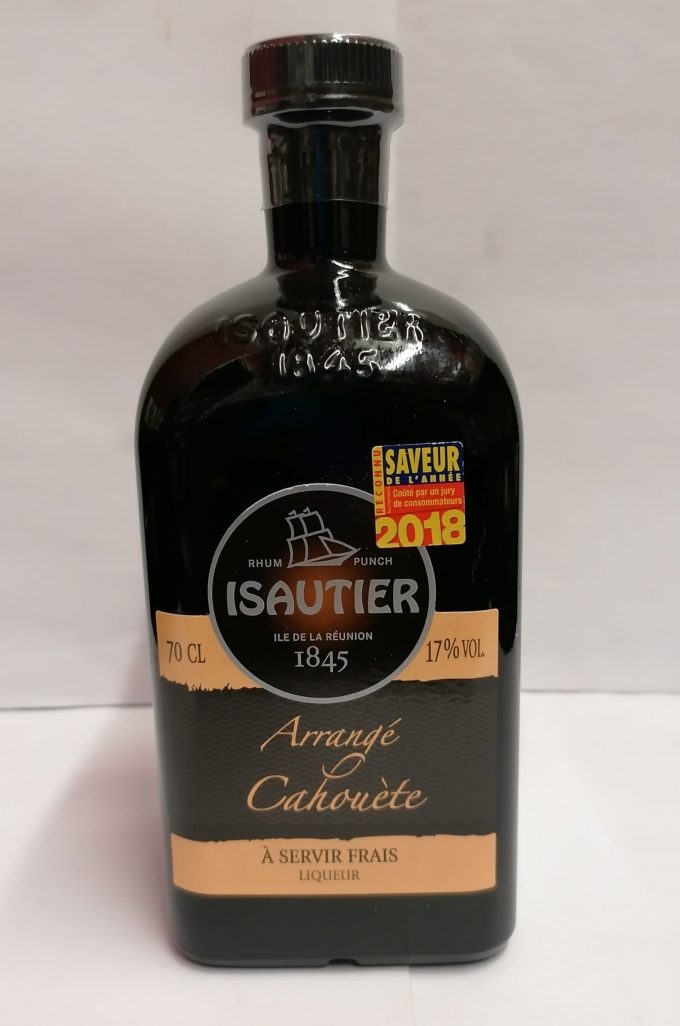 ISAUTIER
1845
RECONNU
SAVEUR
DE L'ANNÉE
Goûté par un jury
de consommateurs
2018
RHUM PUNCH
ISAUTIER
ILE DE LA RÉUNION
1845
70 CL
17% VOL.
Arrangé
Cahouète
À SERVIR FRAIS
LIQUEUR